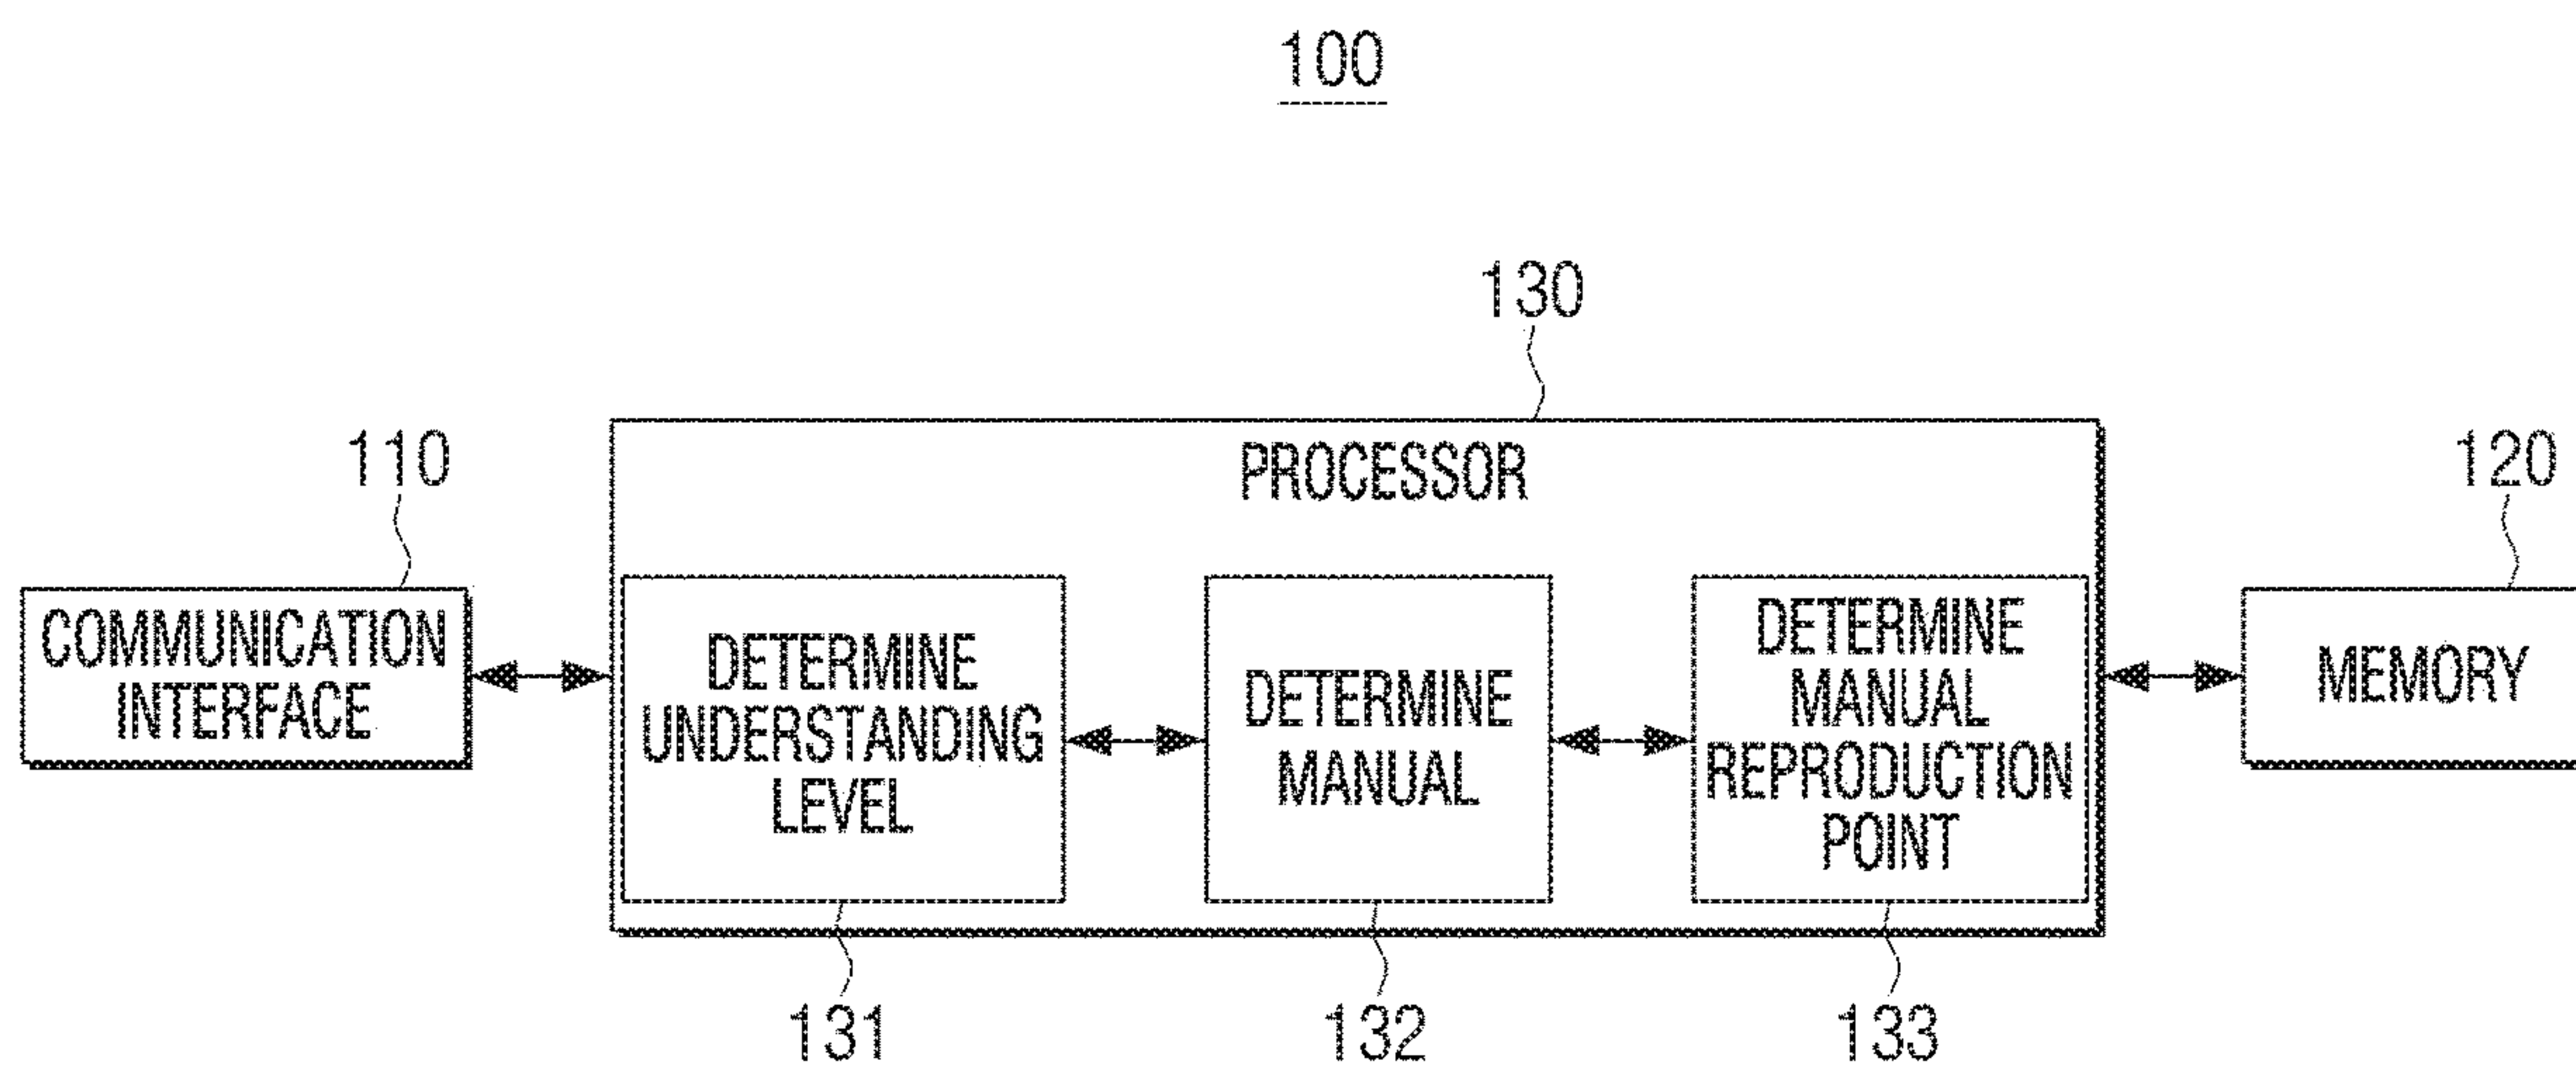 100
130
110
PROCESSOR
120
COMMUNICATION
INTERFACE
DETERMINE
UNDERSTANDING
LEVEL
DETERMINE
MANUAL
DETERMINE
MANUAL
REPRODUCTION
POINT
MEMORY
131
132
133